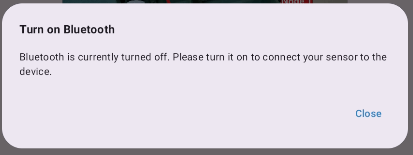 Turn on Bluetooth
Bluetooth is currently turned off. Please turn it on to connect your sensor to the
device.
Close